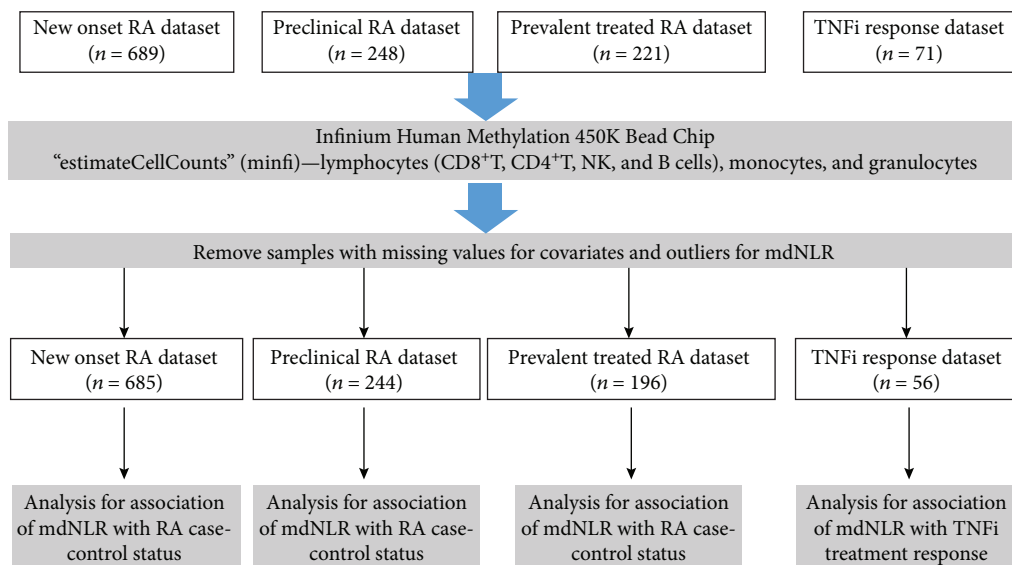 New onset RA dataset
(n = 689)
Preclinical RA dataset
(n = 248)
Prevalent treated RA dataset
(n = 221)
TNFi response dataset
(n = 71)
Infinium Human Methylation 450K Bead Chip
“estimateCellCounts” (minfi)—lymphocytes (CD8⁺T, CD4⁺T, NK, and B cells), monocytes, and granulocytes
Remove samples with missing values for covariates and outliers for mdNLR
New onset RA dataset
(n = 685)
Preclinical RA dataset
(n = 244)
Prevalent treated RA dataset
(n = 196)
TNFi response dataset
(n = 56)
Analysis for association
of mdNLR with RA case-
control status
Analysis for association
of mdNLR with RA case-
control status
Analysis for association
of mdNLR with RA case-
control status
Analysis for association
of mdNLR with TNFi
treatment response